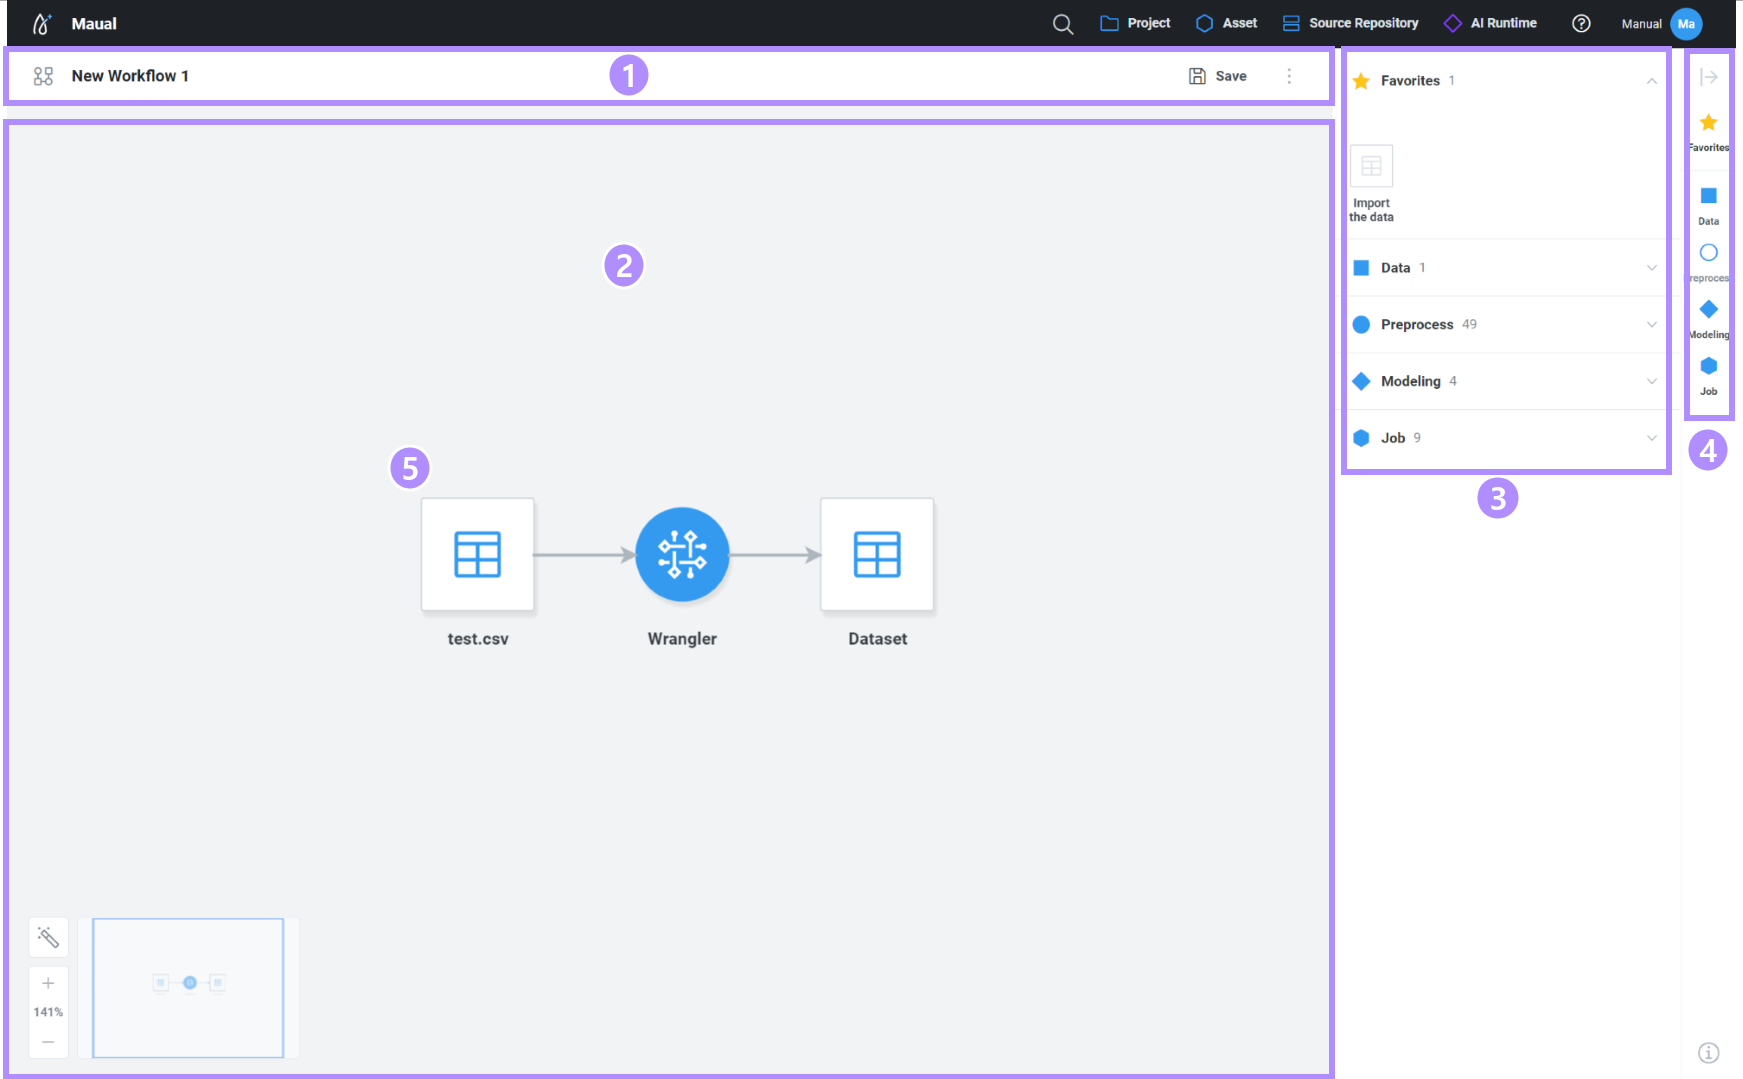 Maual
Project
Asset
Source Repository
AI Runtime
Manual
Ma
New Workflow 1
1
Save
2
5
test.csv
Wrangler
Dataset
141%
Favorites 1
Import
the data
Data 1
Preprocess 49
Modeling 4
Job 9
3
Favorites
Data
reproces
Modeling
Job
4